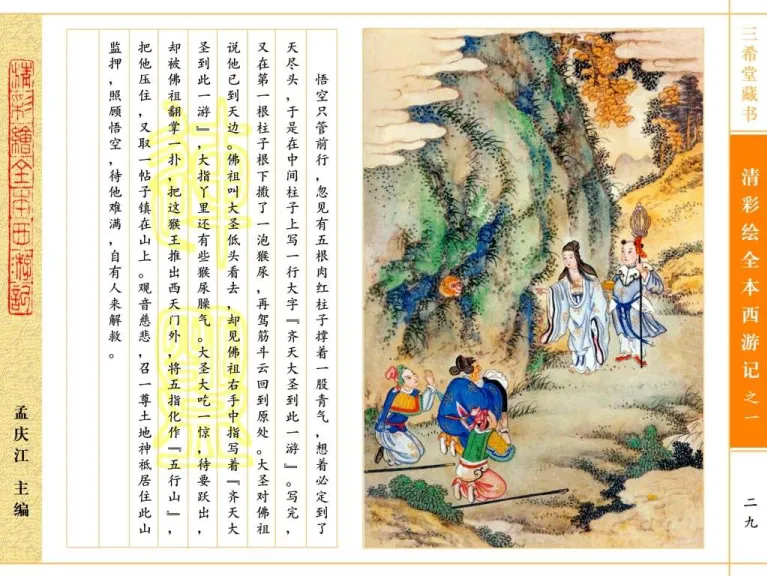 三希堂藏书
清彩绘全本西游记之一
二九
悟空只管前行，忽见有五根肉红柱子撑着一股青气，想着必定到了
天尽头，于是在中间柱子上写一行大字『齐天大圣到此一游』。写完，
又在第一根柱子根下撒了一泡猴尿，再驾筋斗云回到原处。大圣对佛祖
说他已到天边。佛祖叫大圣低头看去，却见佛祖右手中指写着『齐天大
圣到此一游』，大指丫里还有些猴尿臊气。大圣大吃一惊，待要跃出，
却被佛祖翻掌一扑，把这猴王推出西天门外，将五指化作『五行山』，
把他压住，又取一帖子镇在山上。观音慈悲，召一尊土地神祇居住此山
监押，照顾悟空，待他难满，自有人来解救。
清彩繪全本西游記
孟庆江 主编